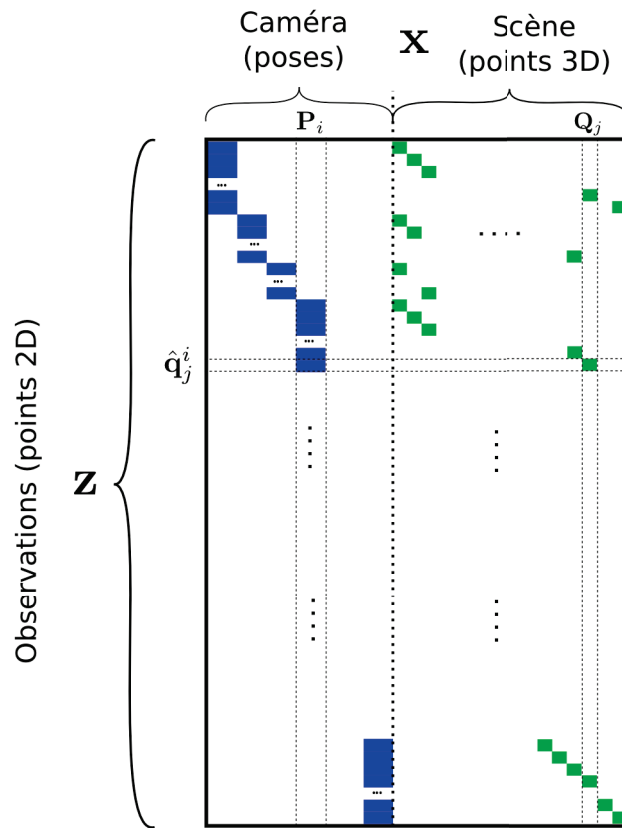 Caméra
(poses)
X
Scène
(points 3D)
P_i
Q_j
...
...
...
...
q̂_j^i
Z
Observations (points 2D)
...